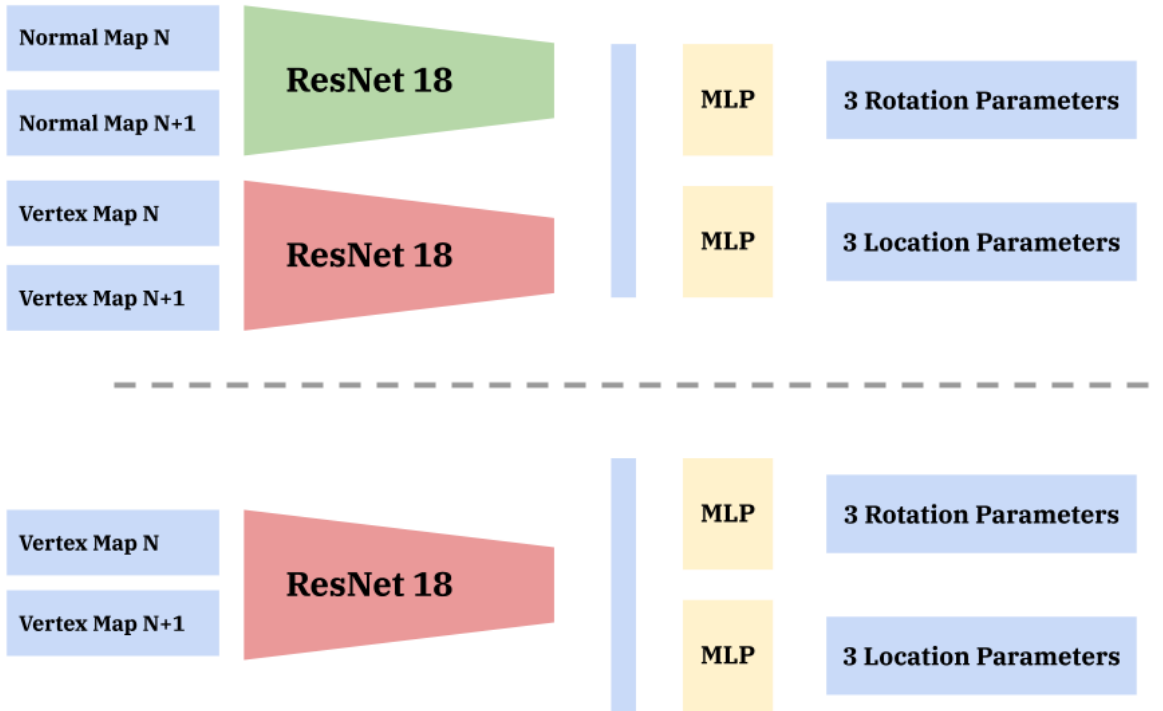 Normal Map N
Normal Map N+1
ResNet 18
MLP
3 Rotation Parameters
Vertex Map N
Vertex Map N+1
ResNet 18
MLP
3 Location Parameters
Vertex Map N
Vertex Map N+1
ResNet 18
MLP
3 Rotation Parameters
MLP
3 Location Parameters